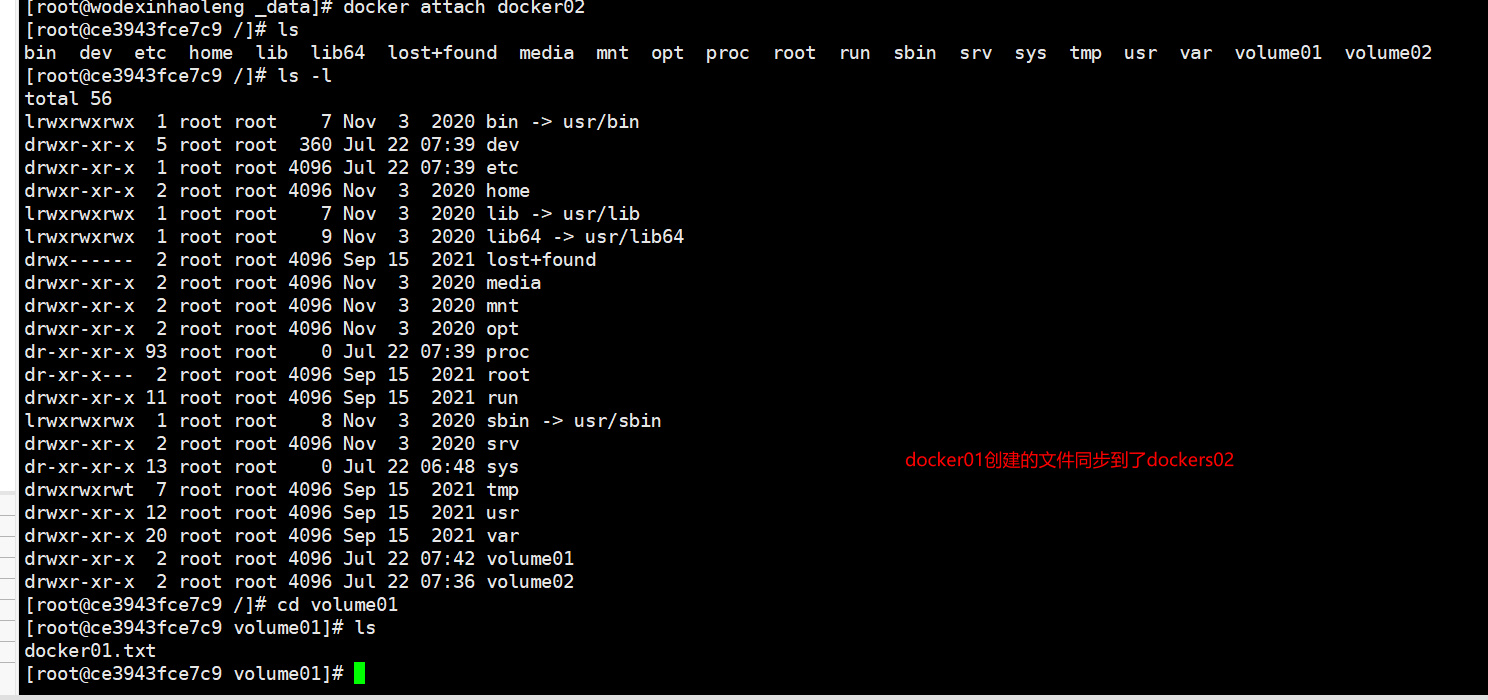 [root@wodexinhaoleng _data]# docker attach docker02
[root@ce3943fce7c9 /]# ls
bin  dev  etc  home  lib  lib64  lost+found  media  mnt  opt  proc  root  run  sbin  srv  sys  tmp  usr  var  volume01  volume02
[root@ce3943fce7c9 /]# ls -l
total 56
lrwxrwxrwx  1 root root    7 Nov  3  2020 bin -> usr/bin
drwxr-xr-x  5 root root  360 Jul 22 07:39 dev
drwxr-xr-x  1 root root 4096 Jul 22 07:39 etc
drwxr-xr-x  2 root root 4096 Nov  3  2020 home
lrwxrwxrwx  1 root root    7 Nov  3  2020 lib -> usr/lib
lrwxrwxrwx  1 root root    9 Nov  3  2020 lib64 -> usr/lib64
drwx------  2 root root 4096 Sep 15  2021 lost+found
drwxr-xr-x  2 root root 4096 Nov  3  2020 media
drwxr-xr-x  2 root root 4096 Nov  3  2020 mnt
drwxr-xr-x  2 root root 4096 Nov  3  2020 opt
dr-xr-xr-x 93 root root    0 Jul 22 07:39 proc
dr-xr-x---  2 root root 4096 Sep 15  2021 root
drwxr-xr-x 11 root root 4096 Sep 15  2021 run
lrwxrwxrwx  1 root root    8 Nov  3  2020 sbin -> usr/sbin
drwxr-xr-x  2 root root 4096 Nov  3  2020 srv
docker01创建的文件同步到了dockers02
dr-xr-xr-x 13 root root    0 Jul 22 06:48 sys
drwxrwxrwt  7 root root 4096 Sep 15  2021 tmp
drwxr-xr-x 12 root root 4096 Sep 15  2021 usr
drwxr-xr-x 20 root root 4096 Sep 15  2021 var
drwxr-xr-x  2 root root 4096 Jul 22 07:42 volume01
drwxr-xr-x  2 root root 4096 Jul 22 07:36 volume02
[root@ce3943fce7c9 /]# cd volume01
[root@ce3943fce7c9 volume01]# ls
docker01.txt
[root@ce3943fce7c9 volume01]#